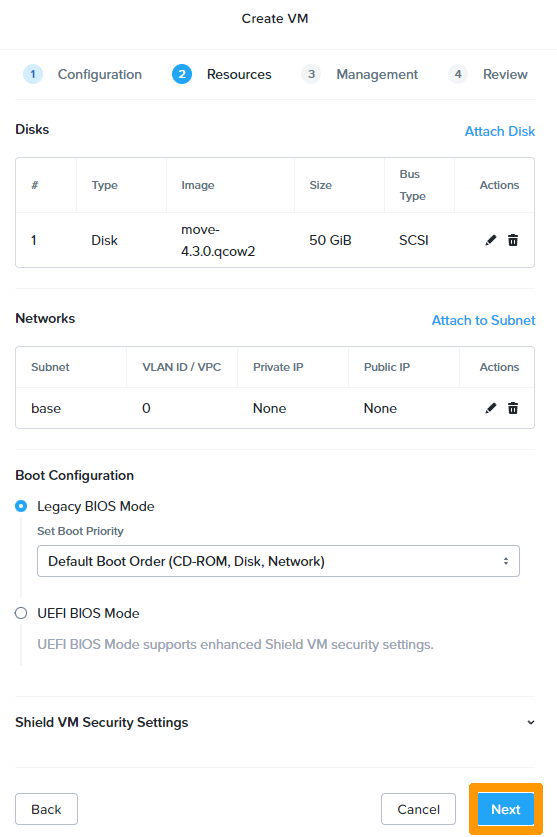 Create VM
1 Configuration 2 Resources 3 Management 4 Review
Disks Attach Disk
# Type Image Size Bus Type Actions
1 Disk move-4.3.0.qcow2 50 GiB SCSI
Networks Attach to Subnet
Subnet VLAN ID / VPC Private IP Public IP Actions
base 0 None None
Boot Configuration
Legacy BIOS Mode
Set Boot Priority
Default Boot Order (CD-ROM, Disk, Network)
UEFI BIOS Mode
UEFI BIOS Mode supports enhanced Shield VM security settings.
Shield VM Security Settings
Back Cancel Next